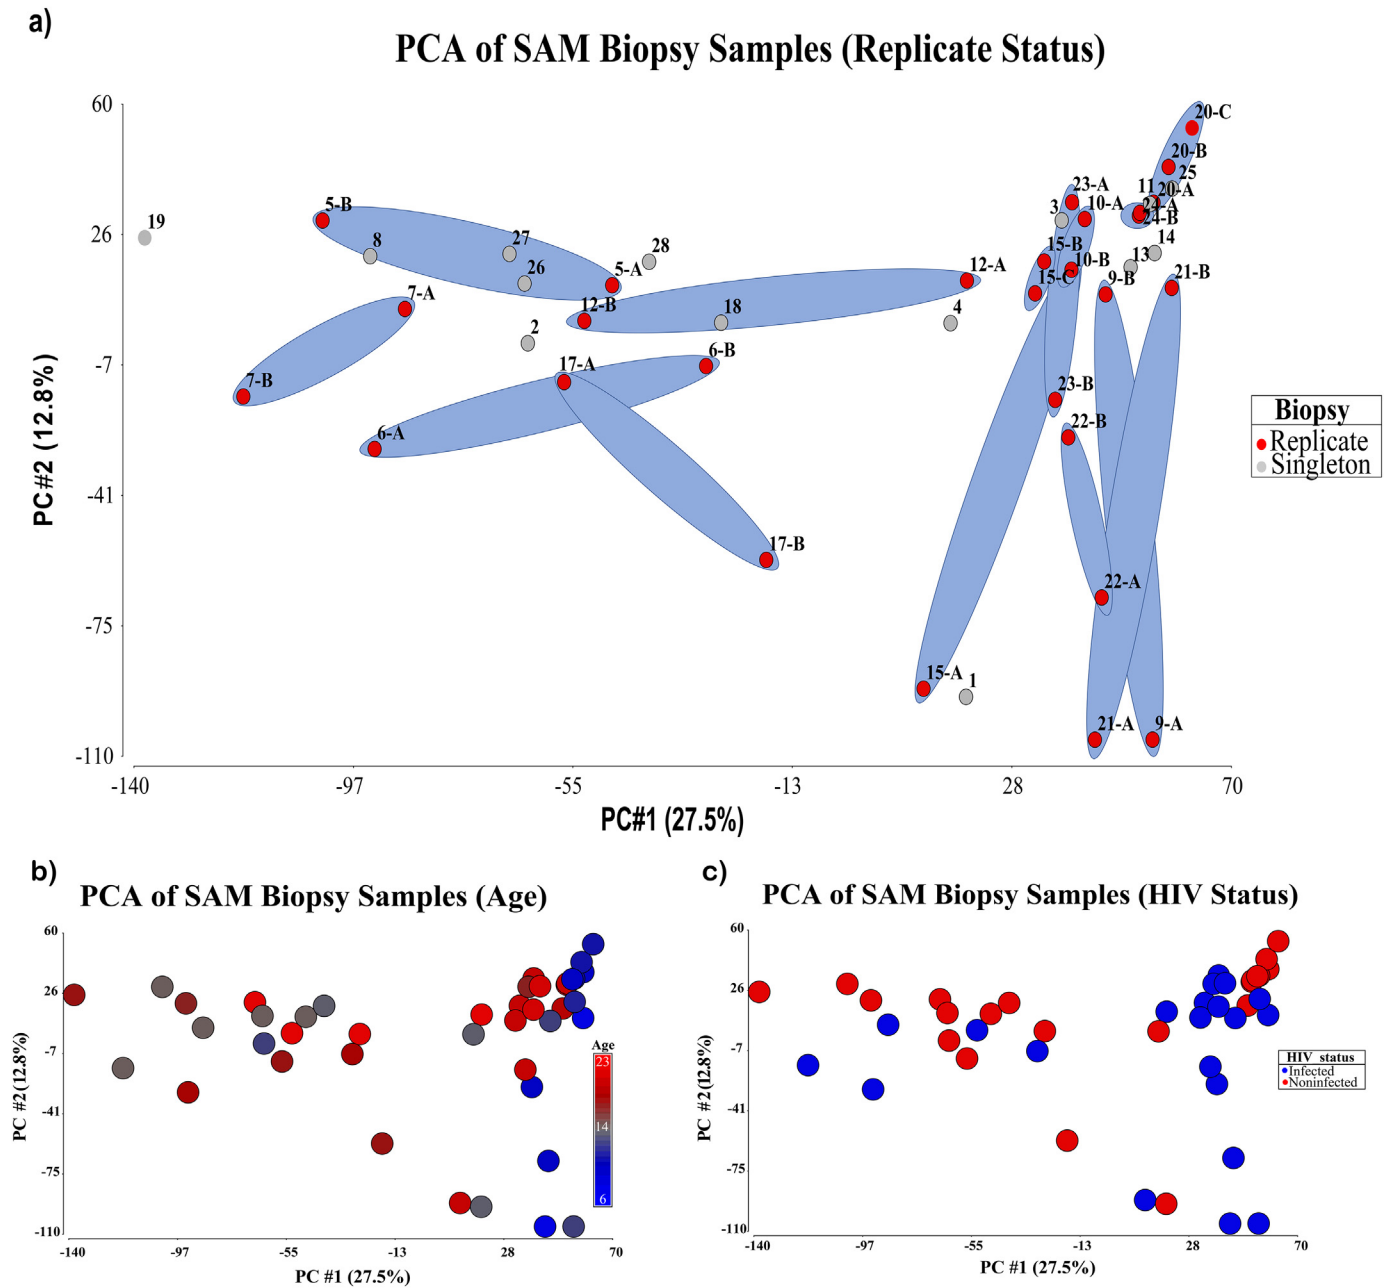 a)
PCA of SAM Biopsy Samples (Replicate Status)
60
26
-7
-41
-75
-110
PC#2 (12.8%)
-140
-97
-55
-13
28
70
PC#1 (27.5%)
19
5-B
8
27
26
28
5-A
7-A
7-B
2
12-B
18
12-A
4
17-A
6-B
6-A
17-B
20-C
20-B
25
11
20-A
24-A
24-B
23-A
3
10-A
14
15-B
10-B
13
15-C
9-B
21-B
23-B
22-B
22-A
15-A
1
21-A
9-A
Biopsy
Replicate
Singleton
b)
PCA of SAM Biopsy Samples (Age)
60
26
-7
-41
-75
-110
PC #2 (12.8%)
-140
-97
-55
-13
28
70
PC #1 (27.5%)
Age
23
14
6
c)
PCA of SAM Biopsy Samples (HIV Status)
60
26
-7
-41
-75
-110
PC #2 (12.8%)
-140
-97
-55
-13
28
70
PC #1 (27.5%)
HIV status
Infected
Noninfected